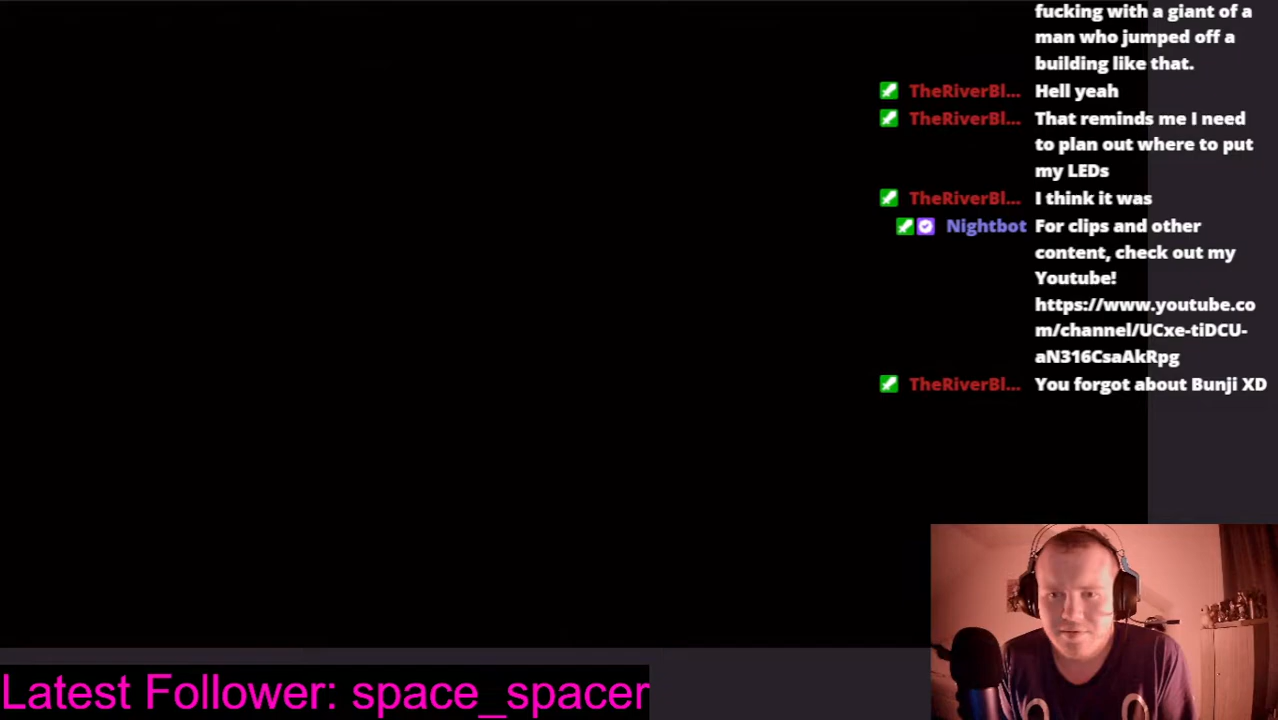 fucking with a giant of a
man who jumped off a
building like that.
TheRiverBl... Hell yeah
TheRiverBl... That reminds me I need
to plan out where to put
my LEDs
TheRiverBl... I think it was
Nightbot For clips and other
content, check out my
Youtube!
https://www.youtube.co
m/channel/UCxe-tiDCU-
aN316CsaAkRpg
TheRiverBl... You forgot about Bunji XD
Latest Follower: space_spacer